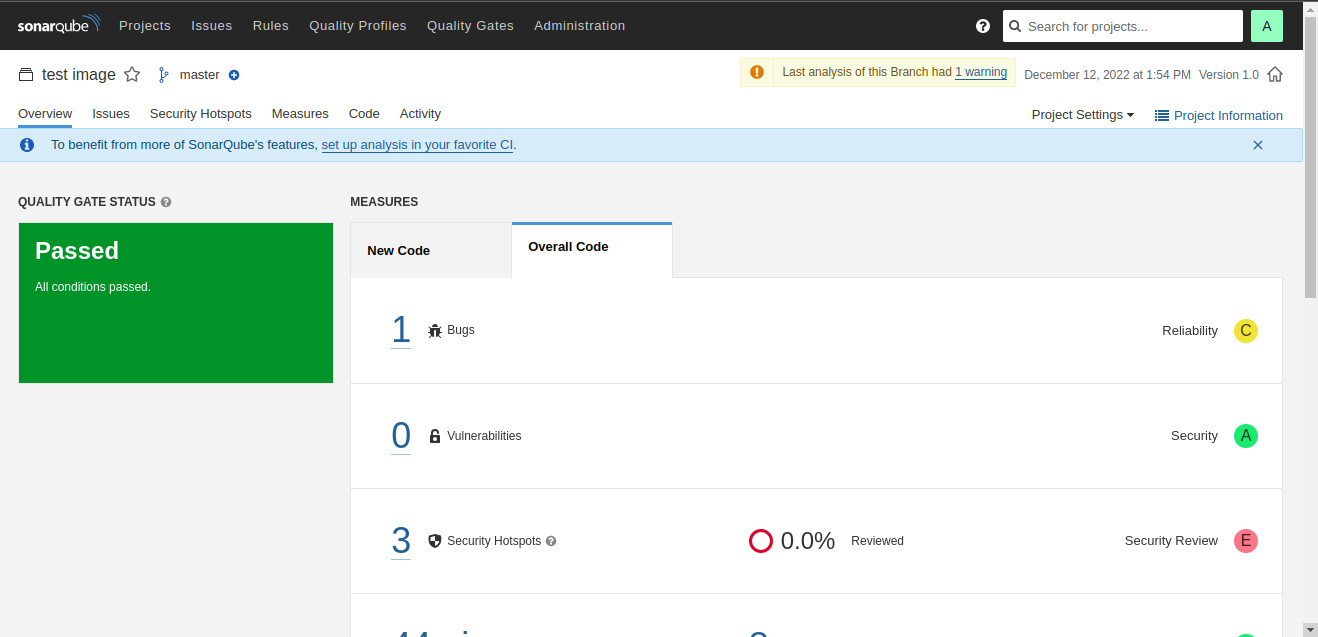 sonarqube Projects Issues Rules Quality Profiles Quality Gates Administration ? Search for projects... A
test image master Last analysis of this Branch had 1 warning December 12, 2022 at 1:54 PM Version 1.0
Overview Issues Security Hotspots Measures Code Activity Project Settings Project Information
To benefit from more of SonarQube's features, set up analysis in your favorite CI.
QUALITY GATE STATUS ? MEASURES
Passed
All conditions passed.
New Code Overall Code
1 Bugs Reliability C
0 Vulnerabilities Security A
3 Security Hotspots ? 0.0% Reviewed Security Review E